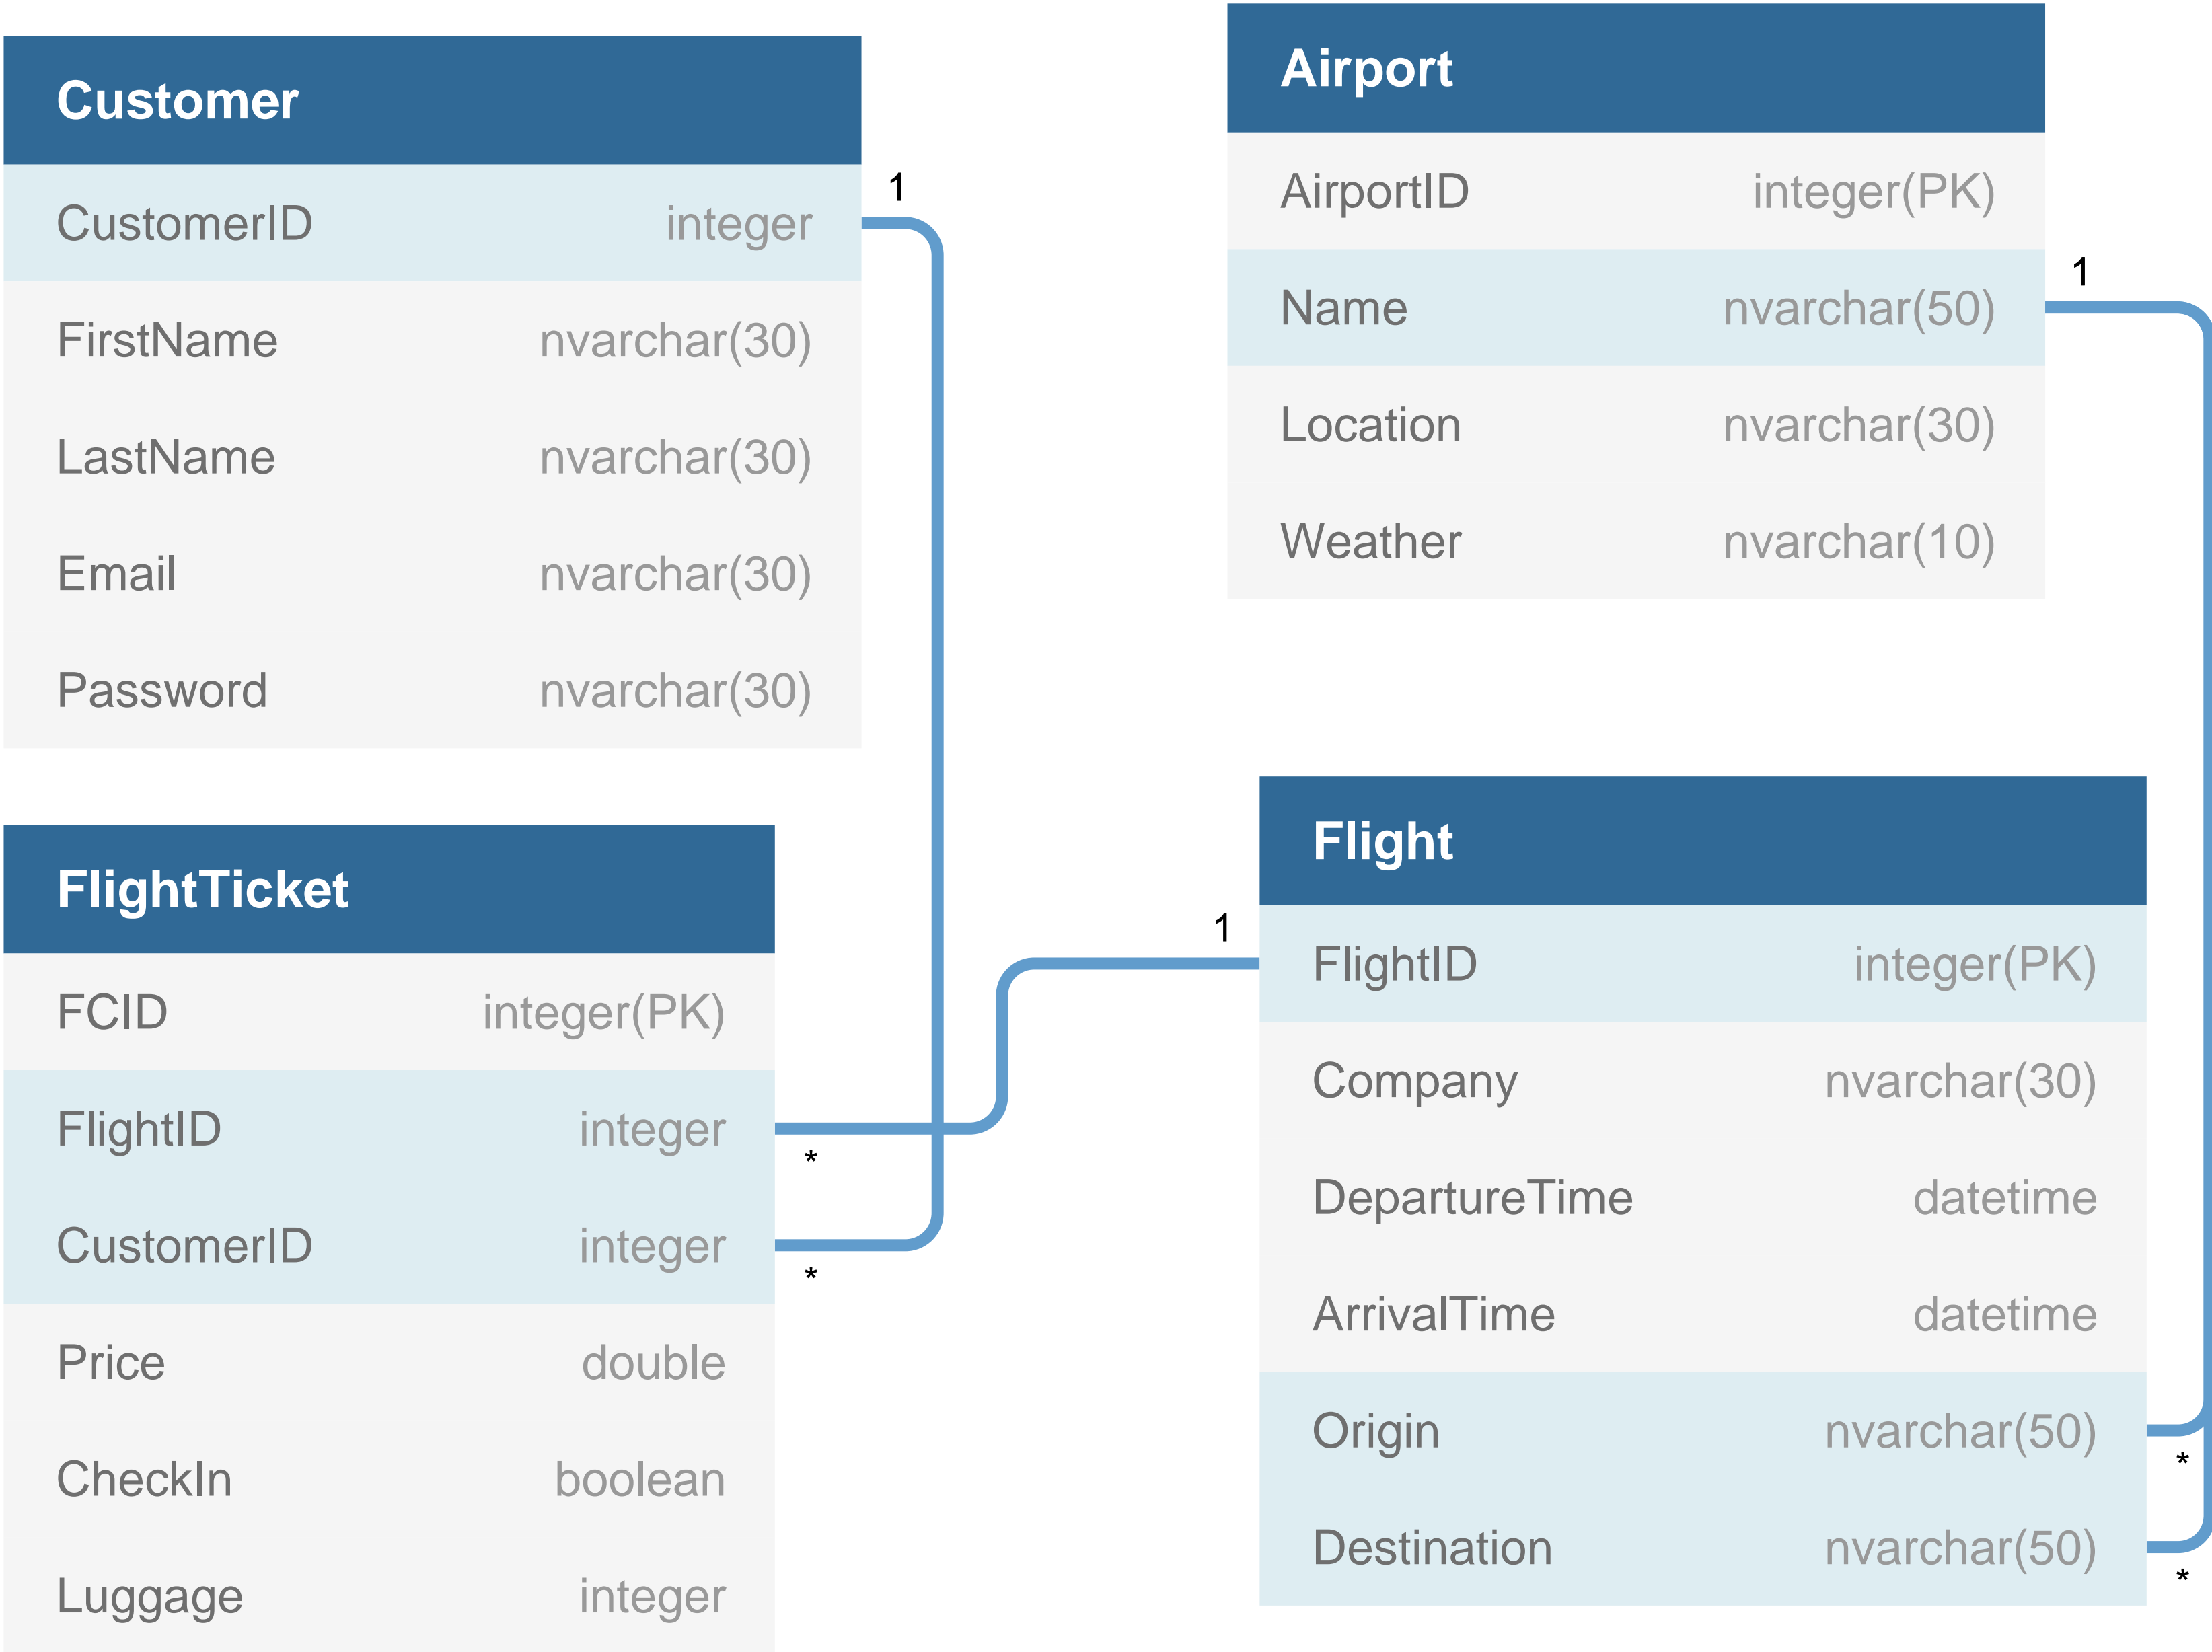 Customer
CustomerID integer
FirstName nvarchar(30)
LastName nvarchar(30)
Email nvarchar(30)
Password nvarchar(30)
1
Airport
AirportID integer(PK)
Name nvarchar(50)
Location nvarchar(30)
Weather nvarchar(10)
1
FlightTicket
FCID integer(PK)
FlightID integer
*
CustomerID integer
*
Price double
CheckIn boolean
Luggage integer
Flight
1
FlightID integer(PK)
Company nvarchar(30)
DepartureTime datetime
ArrivalTime datetime
Origin nvarchar(50)
*
Destination nvarchar(50)
*